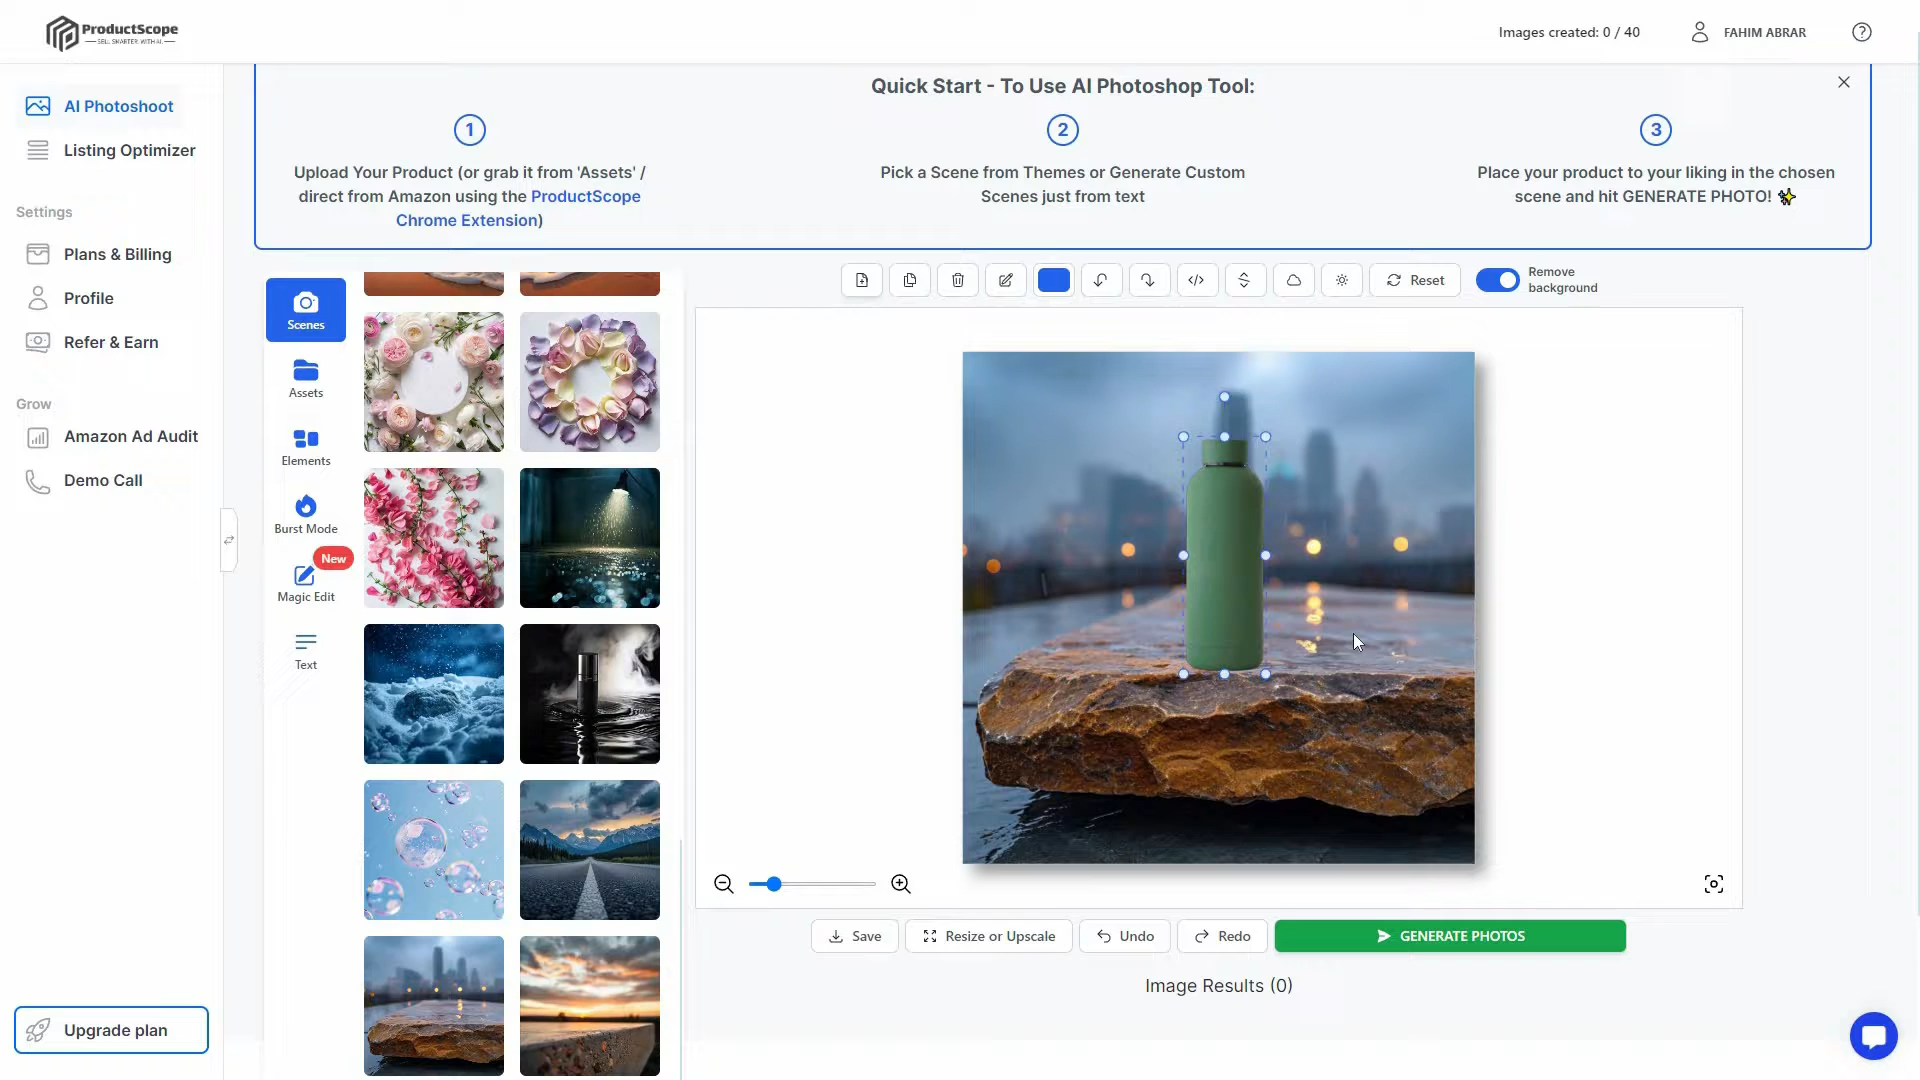 ProductScope
SELL SMARTER. WITH AI.
Images created: 0 / 40
FAHIM ABRAR
AI Photoshoot
Listing Optimizer
Settings
Plans & Billing
Profile
Refer & Earn
Grow
Amazon Ad Audit
Demo Call
Upgrade plan
Quick Start - To Use AI Photoshop Tool:
1
Upload Your Product (or grab it from 'Assets' /
direct from Amazon using the ProductScope
Chrome Extension)
2
Pick a Scene from Themes or Generate Custom
Scenes just from text
3
Place your product to your liking in the chosen
scene and hit GENERATE PHOTO! ✨
Scenes
Assets
Elements
Burst Mode
New
Magic Edit
Text
Reset
Remove
background
Save
Resize or Upscale
Undo
Redo
GENERATE PHOTOS
Image Results (0)